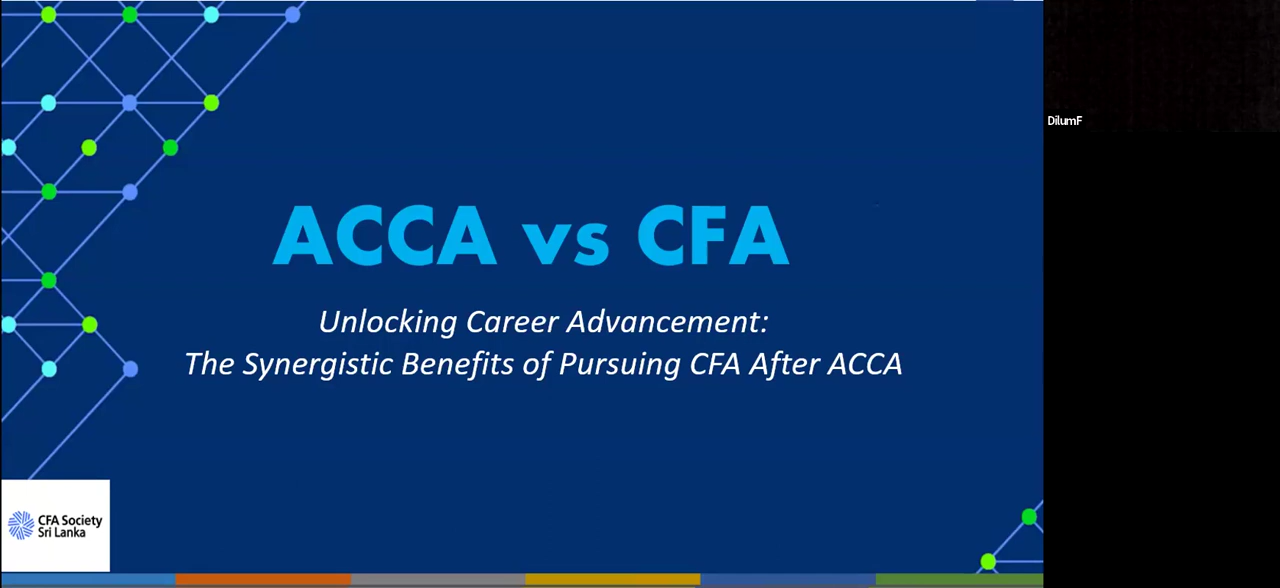 ACCA vs CFA
Unlocking Career Advancement:
The Synergistic Benefits of Pursuing CFA After ACCA
CFA Society
Sri Lanka
DilumF